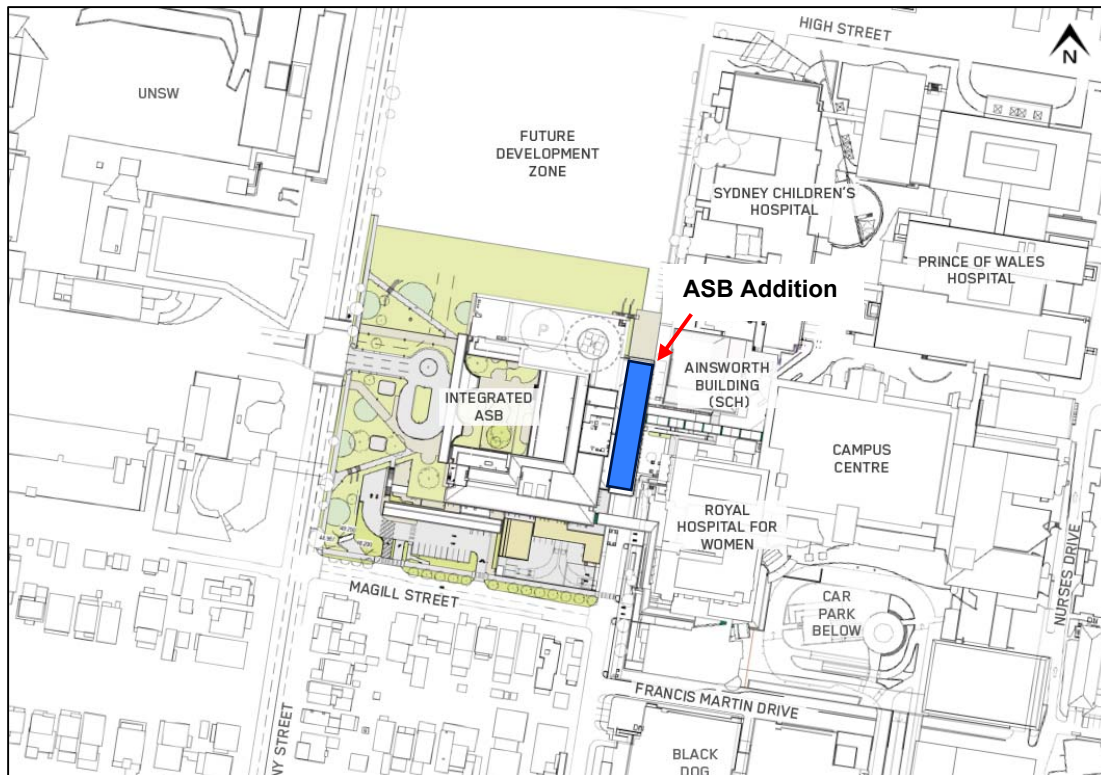 HIGH STREET
N
UNSW
FUTURE
DEVELOPMENT
ZONE
SYDNEY CHILDREN'S
HOSPITAL
PRINCE OF WALES
HOSPITAL
ASB Addition
P
AINSWORTH
BUILDING
(SCH)
INTEGRATED
ASB
CAMPUS
CENTRE
ROYAL
HOSPITAL FOR
WOMEN
NURSES DRIVE
MAGILL STREET
CAR
PARK
BELOW
FRANCIS MARTIN DRIVE
NY STREET
BLACK
DOG